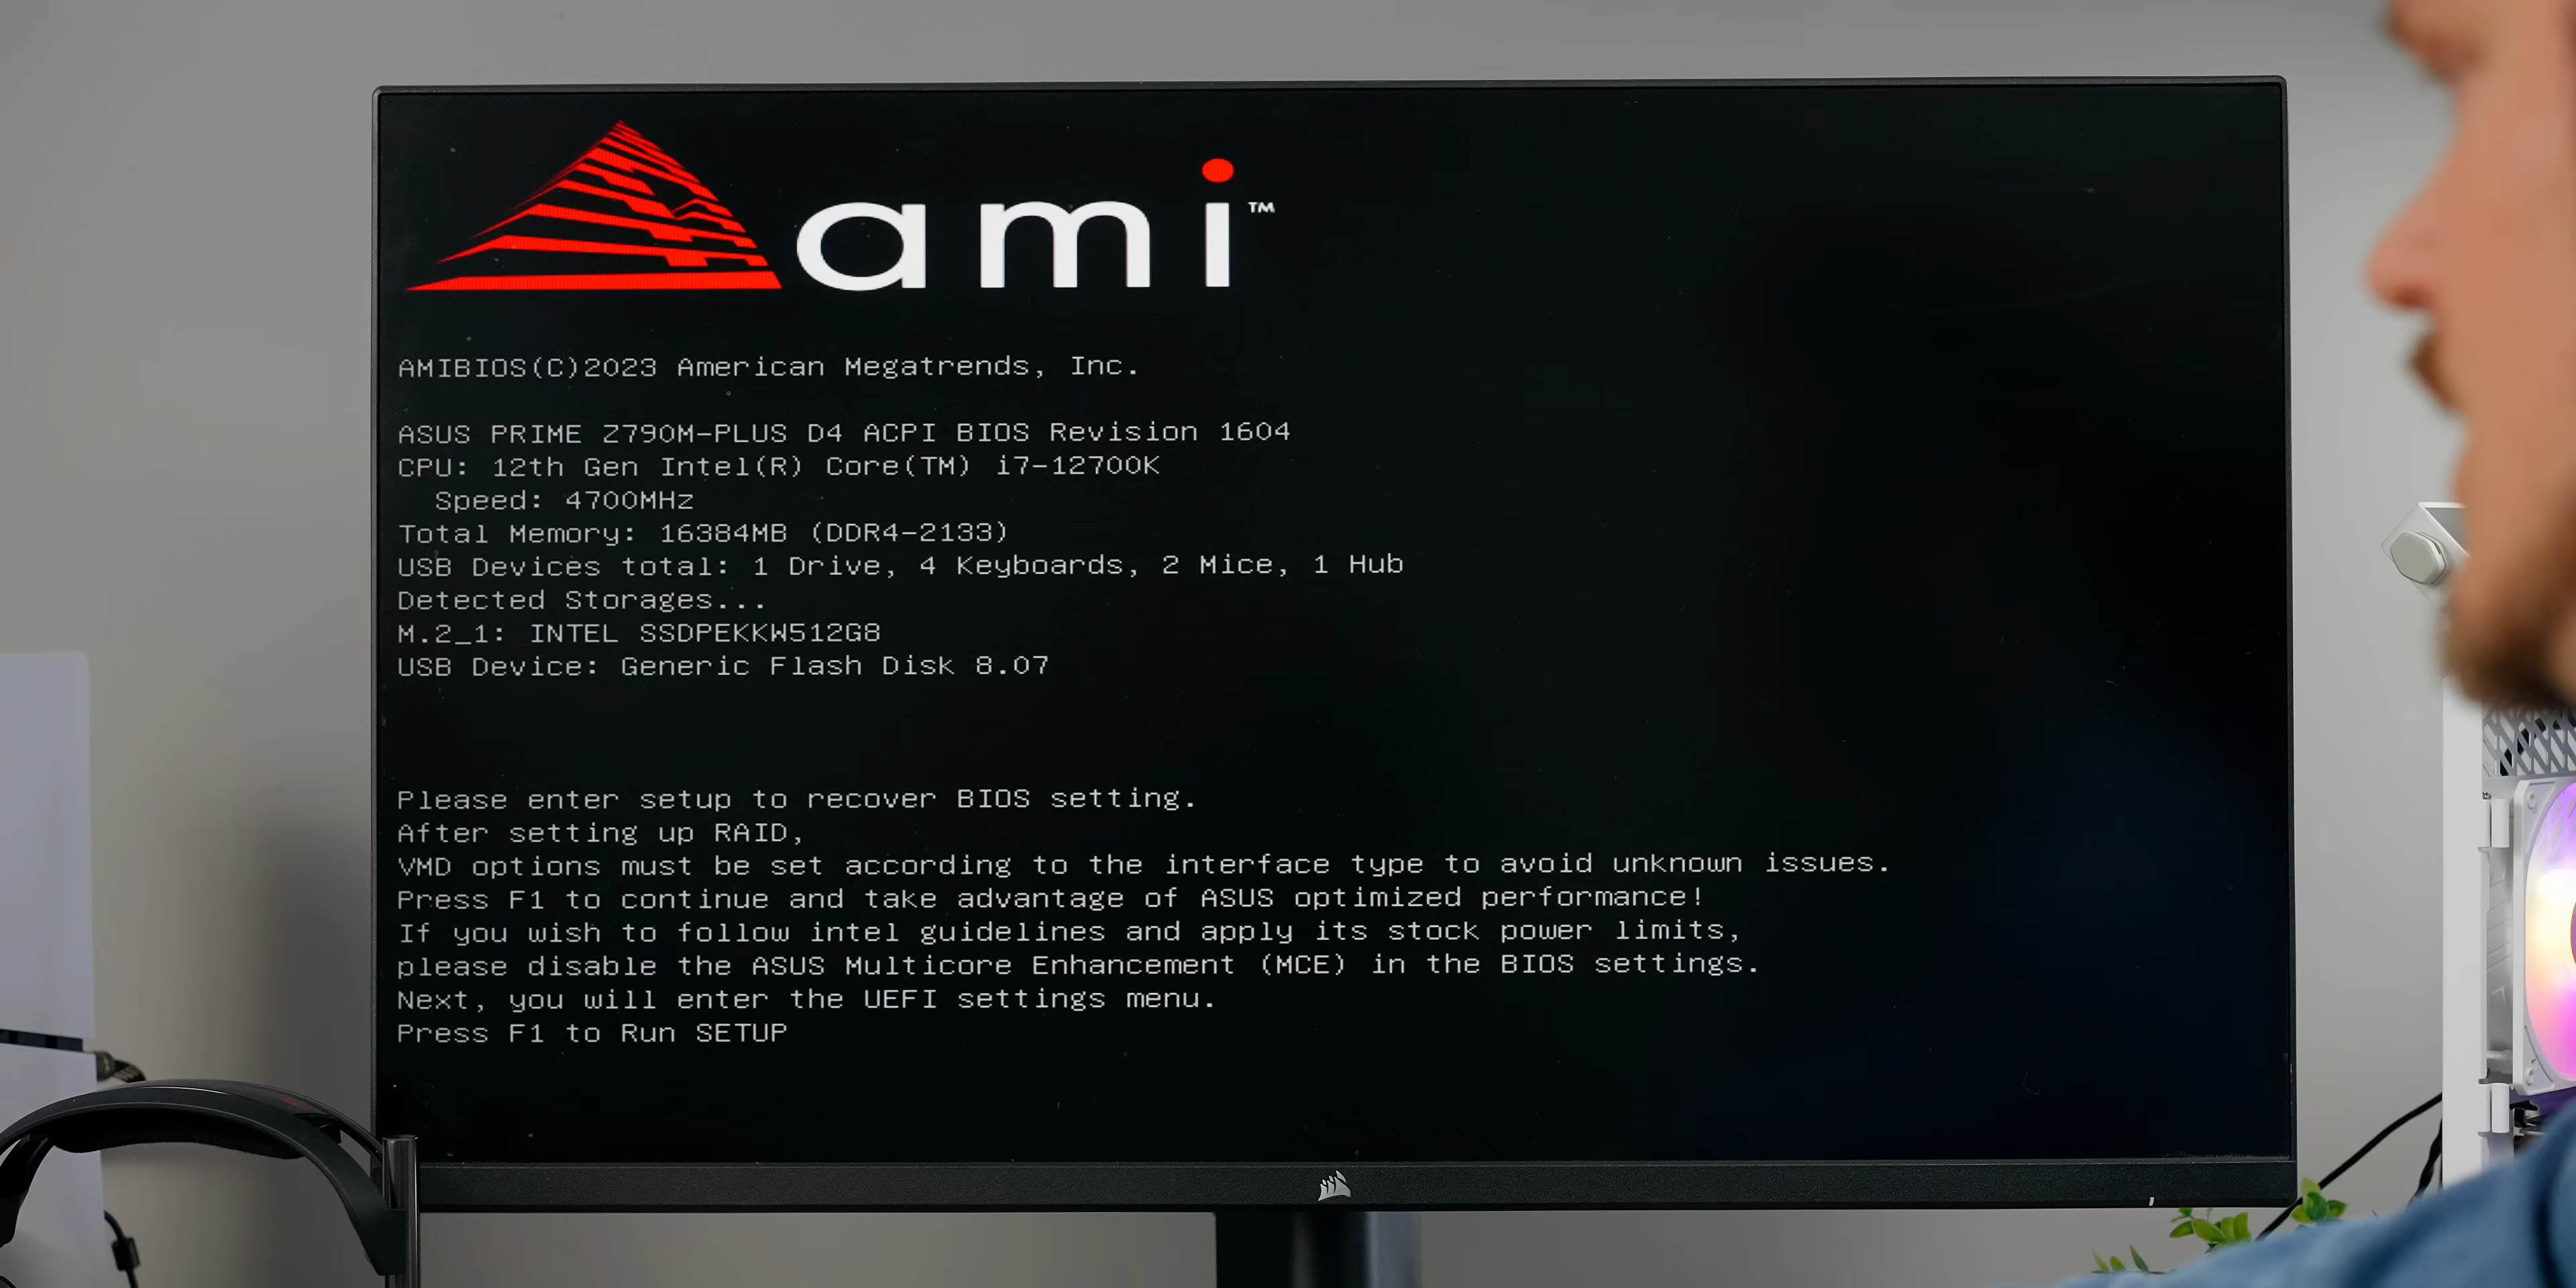 ami™
AMIBIOS(C)2023 American Megatrends, Inc.
ASUS PRIME Z790M-PLUS D4 ACPI BIOS Revision 1604
CPU: 12th Gen Intel(R) Core(TM) i7-12700K
Speed: 4700MHz
Total Memory: 16384MB (DDR4-2133)
USB Devices total: 1 Drive, 4 Keyboards, 2 Mice, 1 Hub
Detected Storages...
M.2_1: INTEL SSDPEKKW512G8
USB Device: Generic Flash Disk 8.07
Please enter setup to recover BIOS setting.
After setting up RAID,
VMD options must be set according to the interface type to avoid unknown issues.
Press F1 to continue and take advantage of ASUS optimized performance!
If you wish to follow intel guidelines and apply its stock power limits,
please disable the ASUS Multicore Enhancement (MCE) in the BIOS settings.
Next, you will enter the UEFI settings menu.
Press F1 to Run SETUP